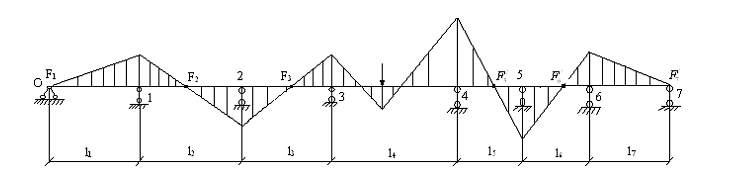 F₁ F₂ 2 F₃ F₅' 5 F₆' F₇'
O 1 3 4 6 7
l₁ l₂ l₃ l₄ l₅ l₆ l₇